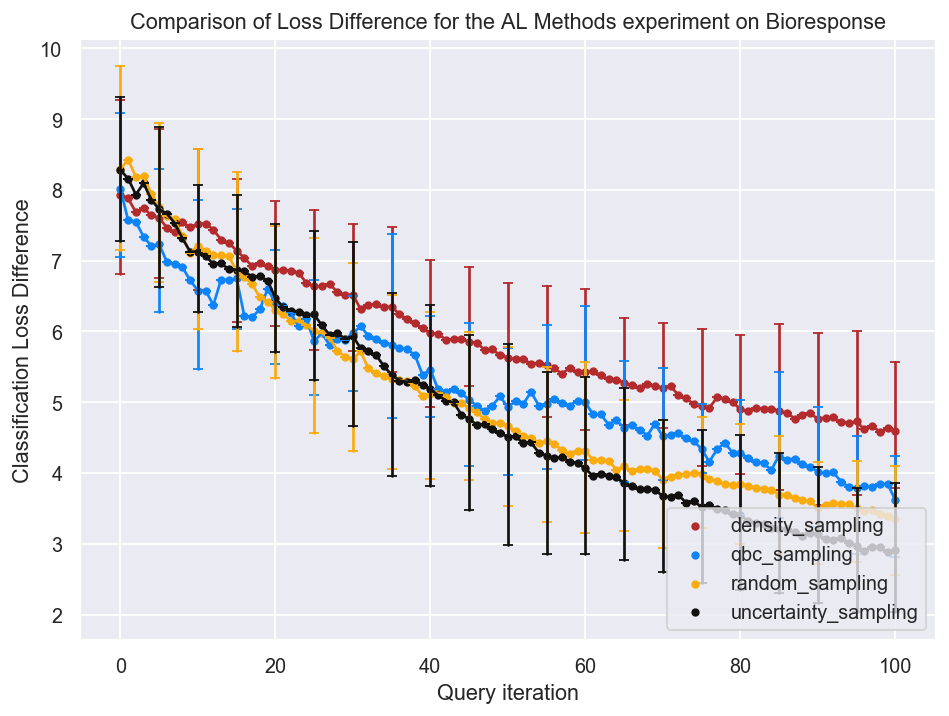 Comparison of Loss Difference for the AL Methods experiment on Bioresponse
10
9
8
7
6
5
4
3
2
Classification Loss Difference
0
20
40
60
80
100
Query iteration
density_sampling
qbc_sampling
random_sampling
uncertainty_sampling